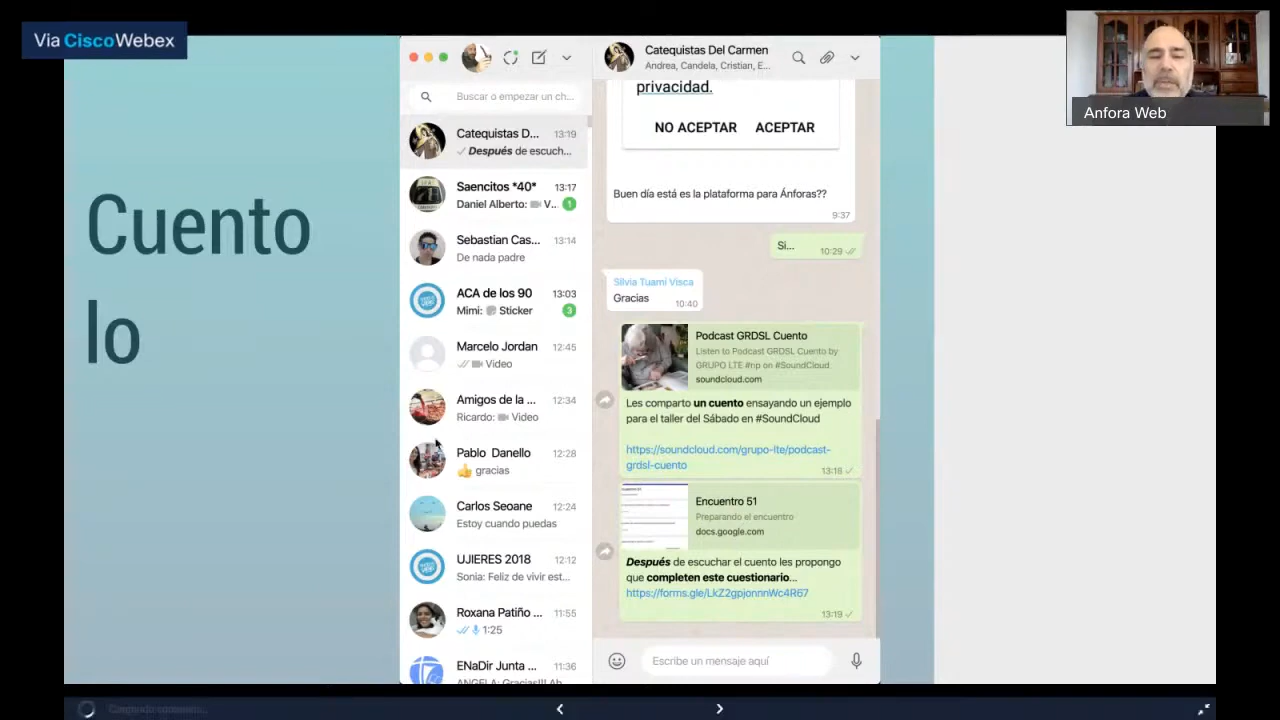 Via CiscoWebex
Cuento
lo
Buscar o empezar un ch...
Catequistas D... 13:19
Después de escuch...
Saencitos *40* 13:17
Daniel Alberto: V... 1
Sebastian Cas... 13:14
De nada padre
ACA de los 90 13:03
Mimi: Sticker 3
Marcelo Jordan 12:45
Video
Amigos de la ... 12:34
Ricardo: Video
Pablo Danello 12:28
👍 gracias
Carlos Seoane 12:24
Estoy cuando puedas
UJIERES 2018 12:12
Sonia: Feliz de vivir est...
Roxana Patiño ... 11:55
1:25
ENaDir Junta ... 11:36
ANGELA: Gracias!!! Ab
Catequistas Del Carmen
Andrea, Candela, Cristian, E...
privacidad.
NO ACEPTAR ACEPTAR
Buen día está es la plataforma para Ánforas??
9:37
Si... 10:29
Silvia Tuami Visca
Gracias 10:40
Podcast GRDSL Cuento
Listen to Podcast GRDSL Cuento by
GRUPO LTE #np on #SoundCloud
soundcloud.com
Les comparto un cuento ensayando un ejemplo
para el taller del Sábado en #SoundCloud
https://soundcloud.com/grupo-lte/podcast-
grdsl-cuento
13:18
Encuentro 51
Preparando el encuentro
docs.google.com
Después de escuchar el cuento les propongo
que completen este cuestionario...
https://forms.gle/LkZ2gpjonnnWc4R67
13:19
Escribe un mensaje aquí
Anfora Web
Cargando contenido...